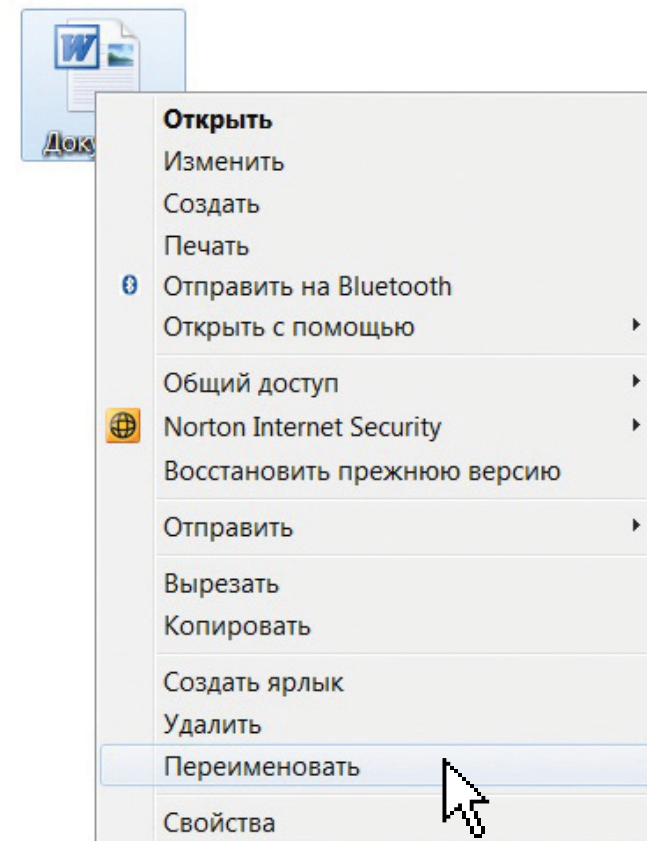 Открыть
Изменить
Создать
Печать
Отправить на Bluetooth
Открыть с помощью
Общий доступ
Norton Internet Security
Восстановить прежнюю версию
Отправить
Вырезать
Копировать
Создать ярлык
Удалить
Переименовать
Свойства